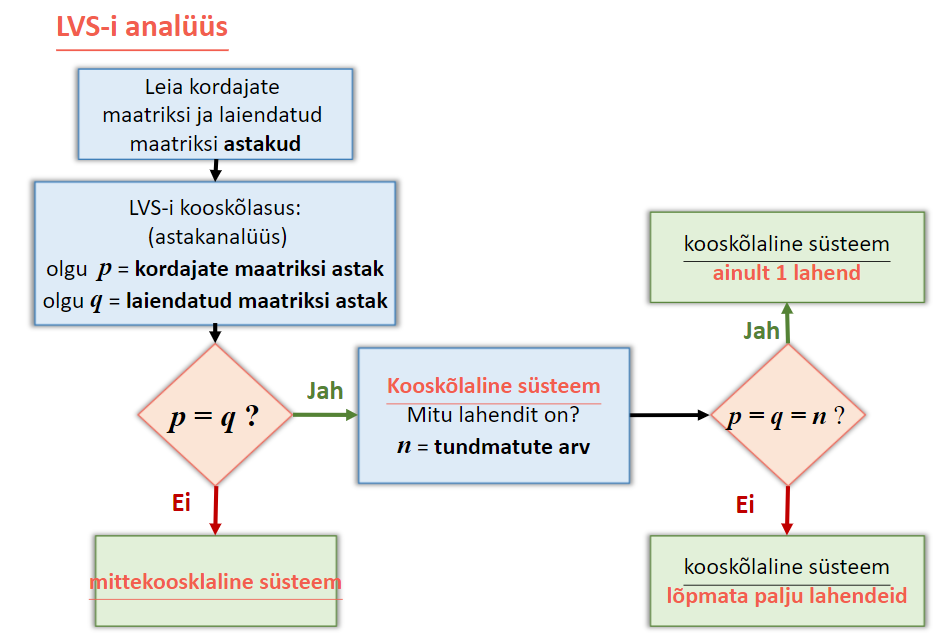 LVS-i analüüs
Leia kordajate
maatriksi ja laiendatud
maatriksi astakud
LVS-i kooskõlasus:
(astakanalüüs)
olgu p = kordajate maatriksi astak
olgu q = laiendatud maatriksi astak
p = q ?
Jah
Kooskõlaline süsteem
Mitu lahendit on?
n = tundmatute arv
p = q = n ?
Jah
kooskõlaline süsteem
ainult 1 lahend
Ei
mittekoosklaline süsteem
Ei
kooskõlaline süsteem
lõpmata palju lahendeid